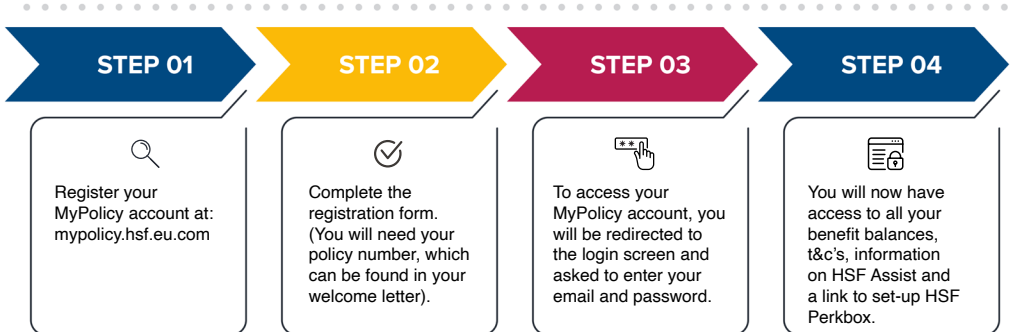 STEP 01
STEP 02
STEP 03
STEP 04
Register your
MyPolicy account at:
mypolicy.hsf.eu.com
Complete the
registration form.
(You will need your
policy number, which
can be found in your
welcome letter).
To access your
MyPolicy account, you
will be redirected to
the login screen and
asked to enter your
email and password.
You will now have
access to all your
benefit balances,
t&c's, information
on HSF Assist and
a link to set-up HSF
Perkbox.